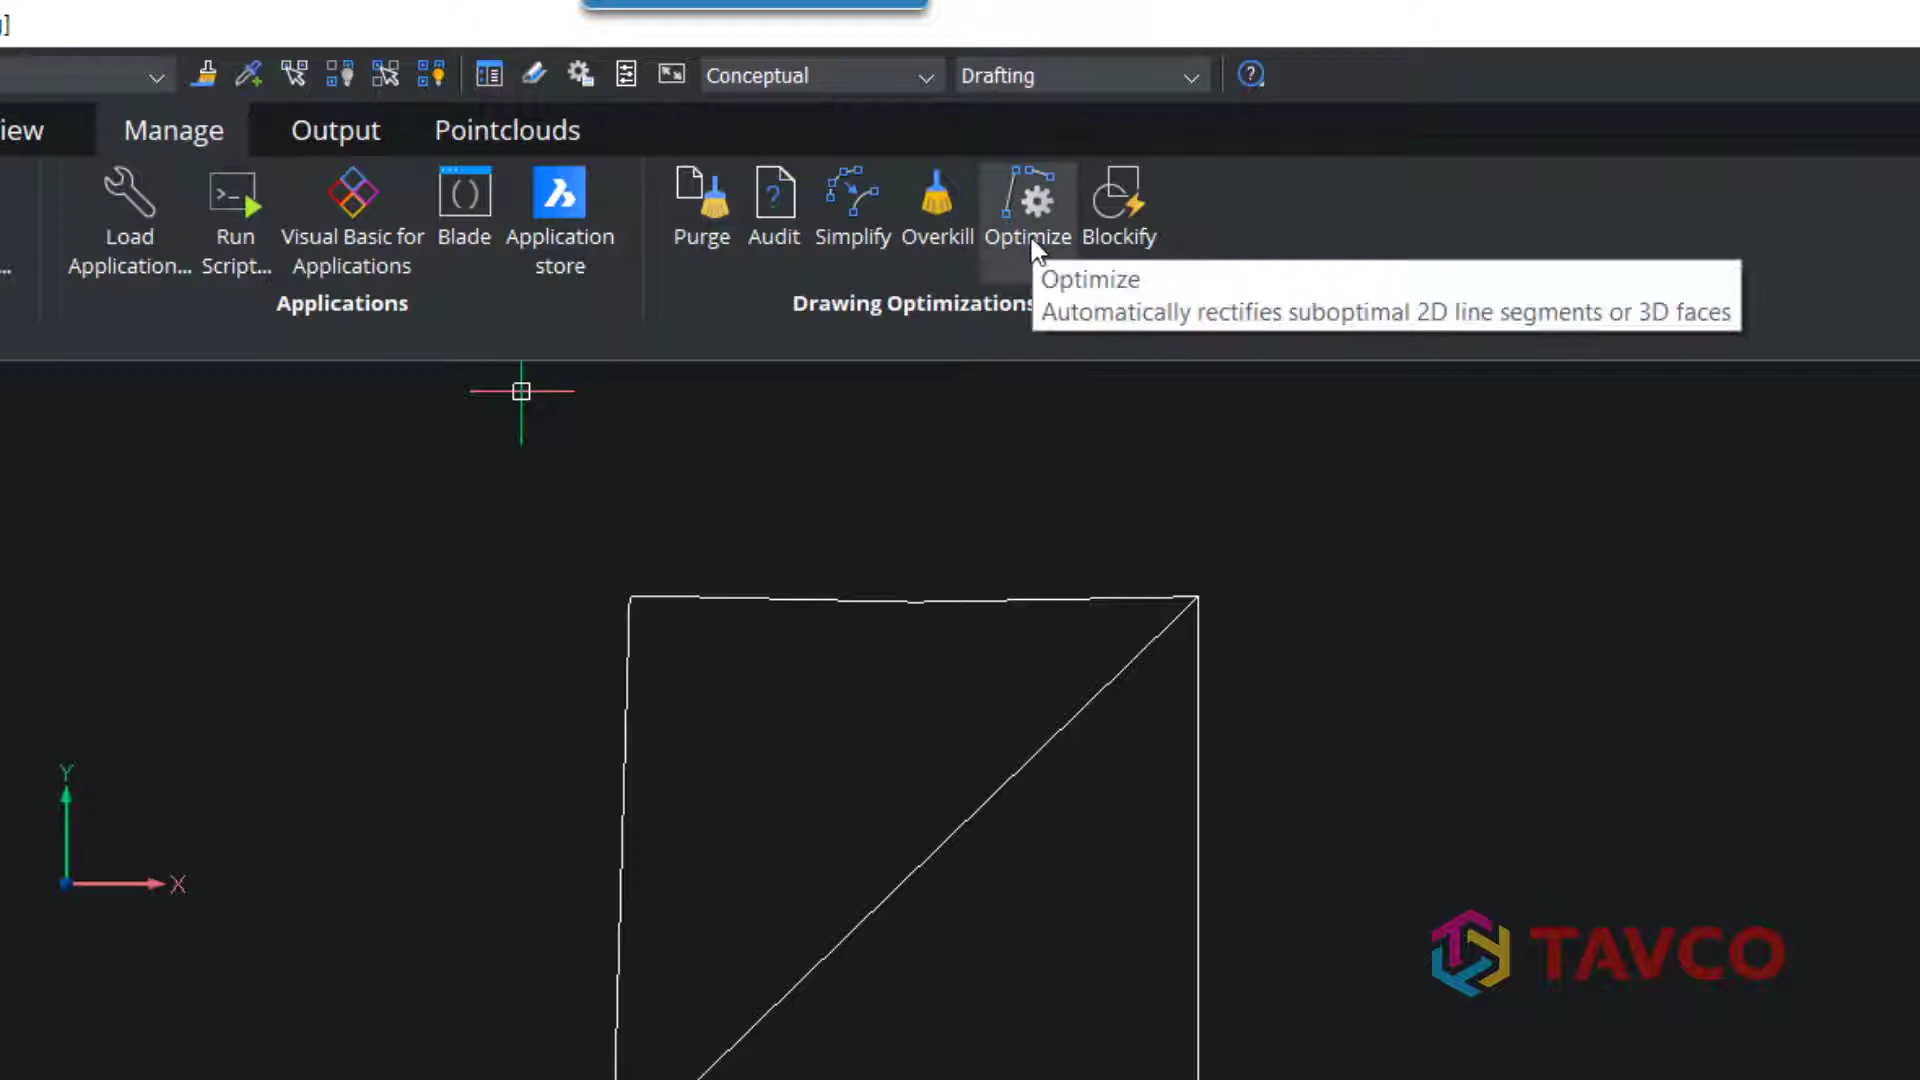 ]
Conceptual
Drafting
iew
Manage
Output
Pointclouds
Load
Application...
Run
Script...
Visual Basic for
Applications
Blade
Application
store
Applications
Purge
Audit
Simplify
Overkill
Optimize
Blockify
Drawing Optimizations
Optimize
Automatically rectifies suboptimal 2D line segments or 3D faces
...
Y
X
TAVCO